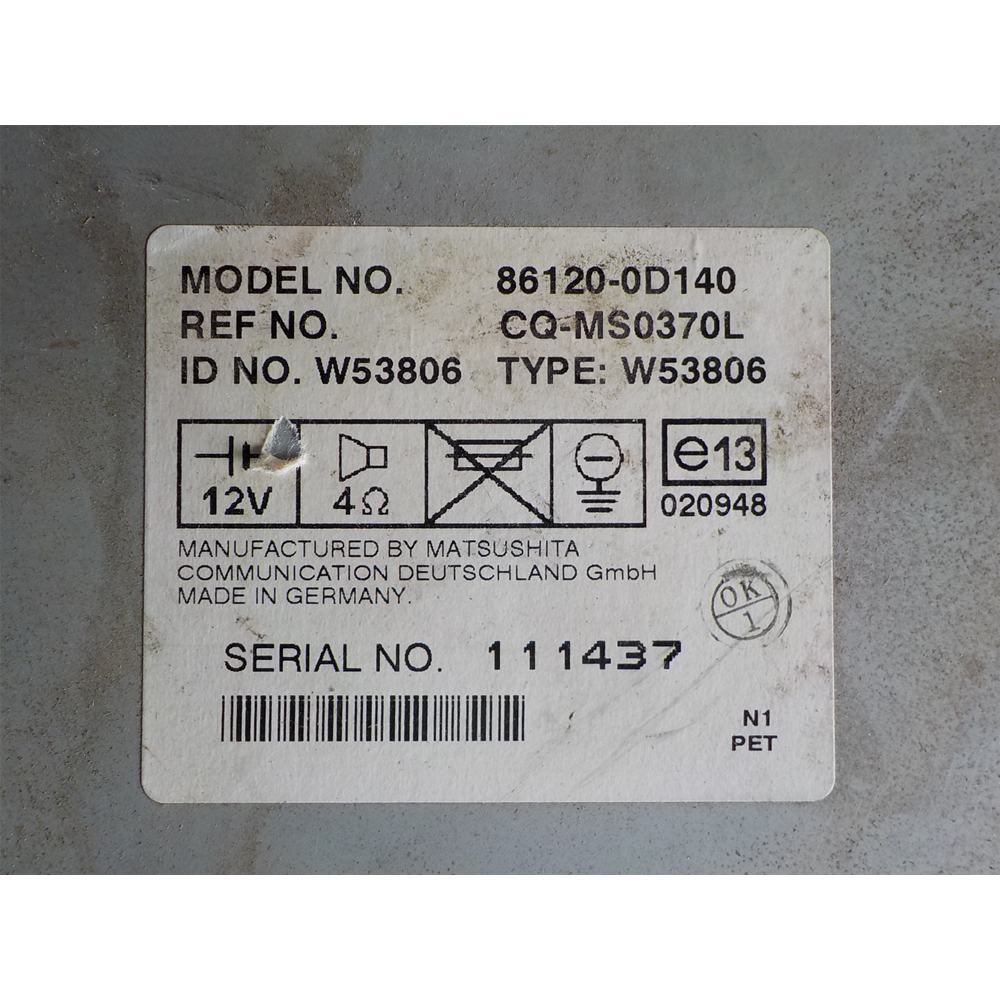 MODEL NO. 86120-0D140
REF NO. CQ-MS0370L
ID NO. W53806 TYPE: W53806
12V 4Ω e13
020948
MANUFACTURED BY MATSUSHITA
COMMUNICATION DEUTSCHLAND GmbH
MADE IN GERMANY.
OK
1
SERIAL NO. 111437
N1
PET